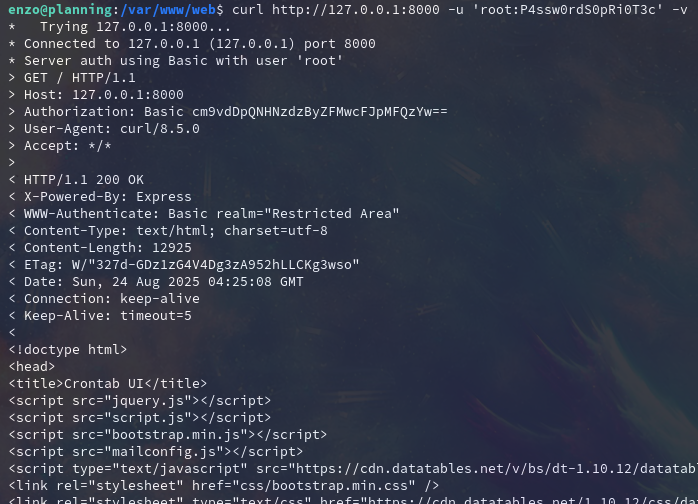 enzo@planning:/var/www/web$ curl http://127.0.0.1:8000 -u 'root:P4ssw0rdS0pRi0T3c' -v
*   Trying 127.0.0.1:8000...
* Connected to 127.0.0.1 (127.0.0.1) port 8000
* Server auth using Basic with user 'root'
> GET / HTTP/1.1
> Host: 127.0.0.1:8000
> Authorization: Basic cm9vdDpQNHNzdzByZFMwcFJpMFQzYw==
> User-Agent: curl/8.5.0
> Accept: */*
>
< HTTP/1.1 200 OK
< X-Powered-By: Express
< WWW-Authenticate: Basic realm="Restricted Area"
< Content-Type: text/html; charset=utf-8
< Content-Length: 12925
< ETag: W/"327d-GDz1zG4V4Dg3zA952hLLCKg3wso"
< Date: Sun, 24 Aug 2025 04:25:08 GMT
< Connection: keep-alive
< Keep-Alive: timeout=5
<
<!doctype html>
<head>
<title>Crontab UI</title>
<script src="jquery.js"></script>
<script src="script.js"></script>
<script src="bootstrap.min.js"></script>
<script src="mailconfig.js"></script>
<script type="text/javascript" src="https://cdn.datatables.net/v/bs/dt-1.10.12/datatabl
<link rel="stylesheet" href="css/bootstrap.min.css" />
<link rel="stylesheet" type="text/css" href="https://cdn.datatables.net/1.10.12/css/da